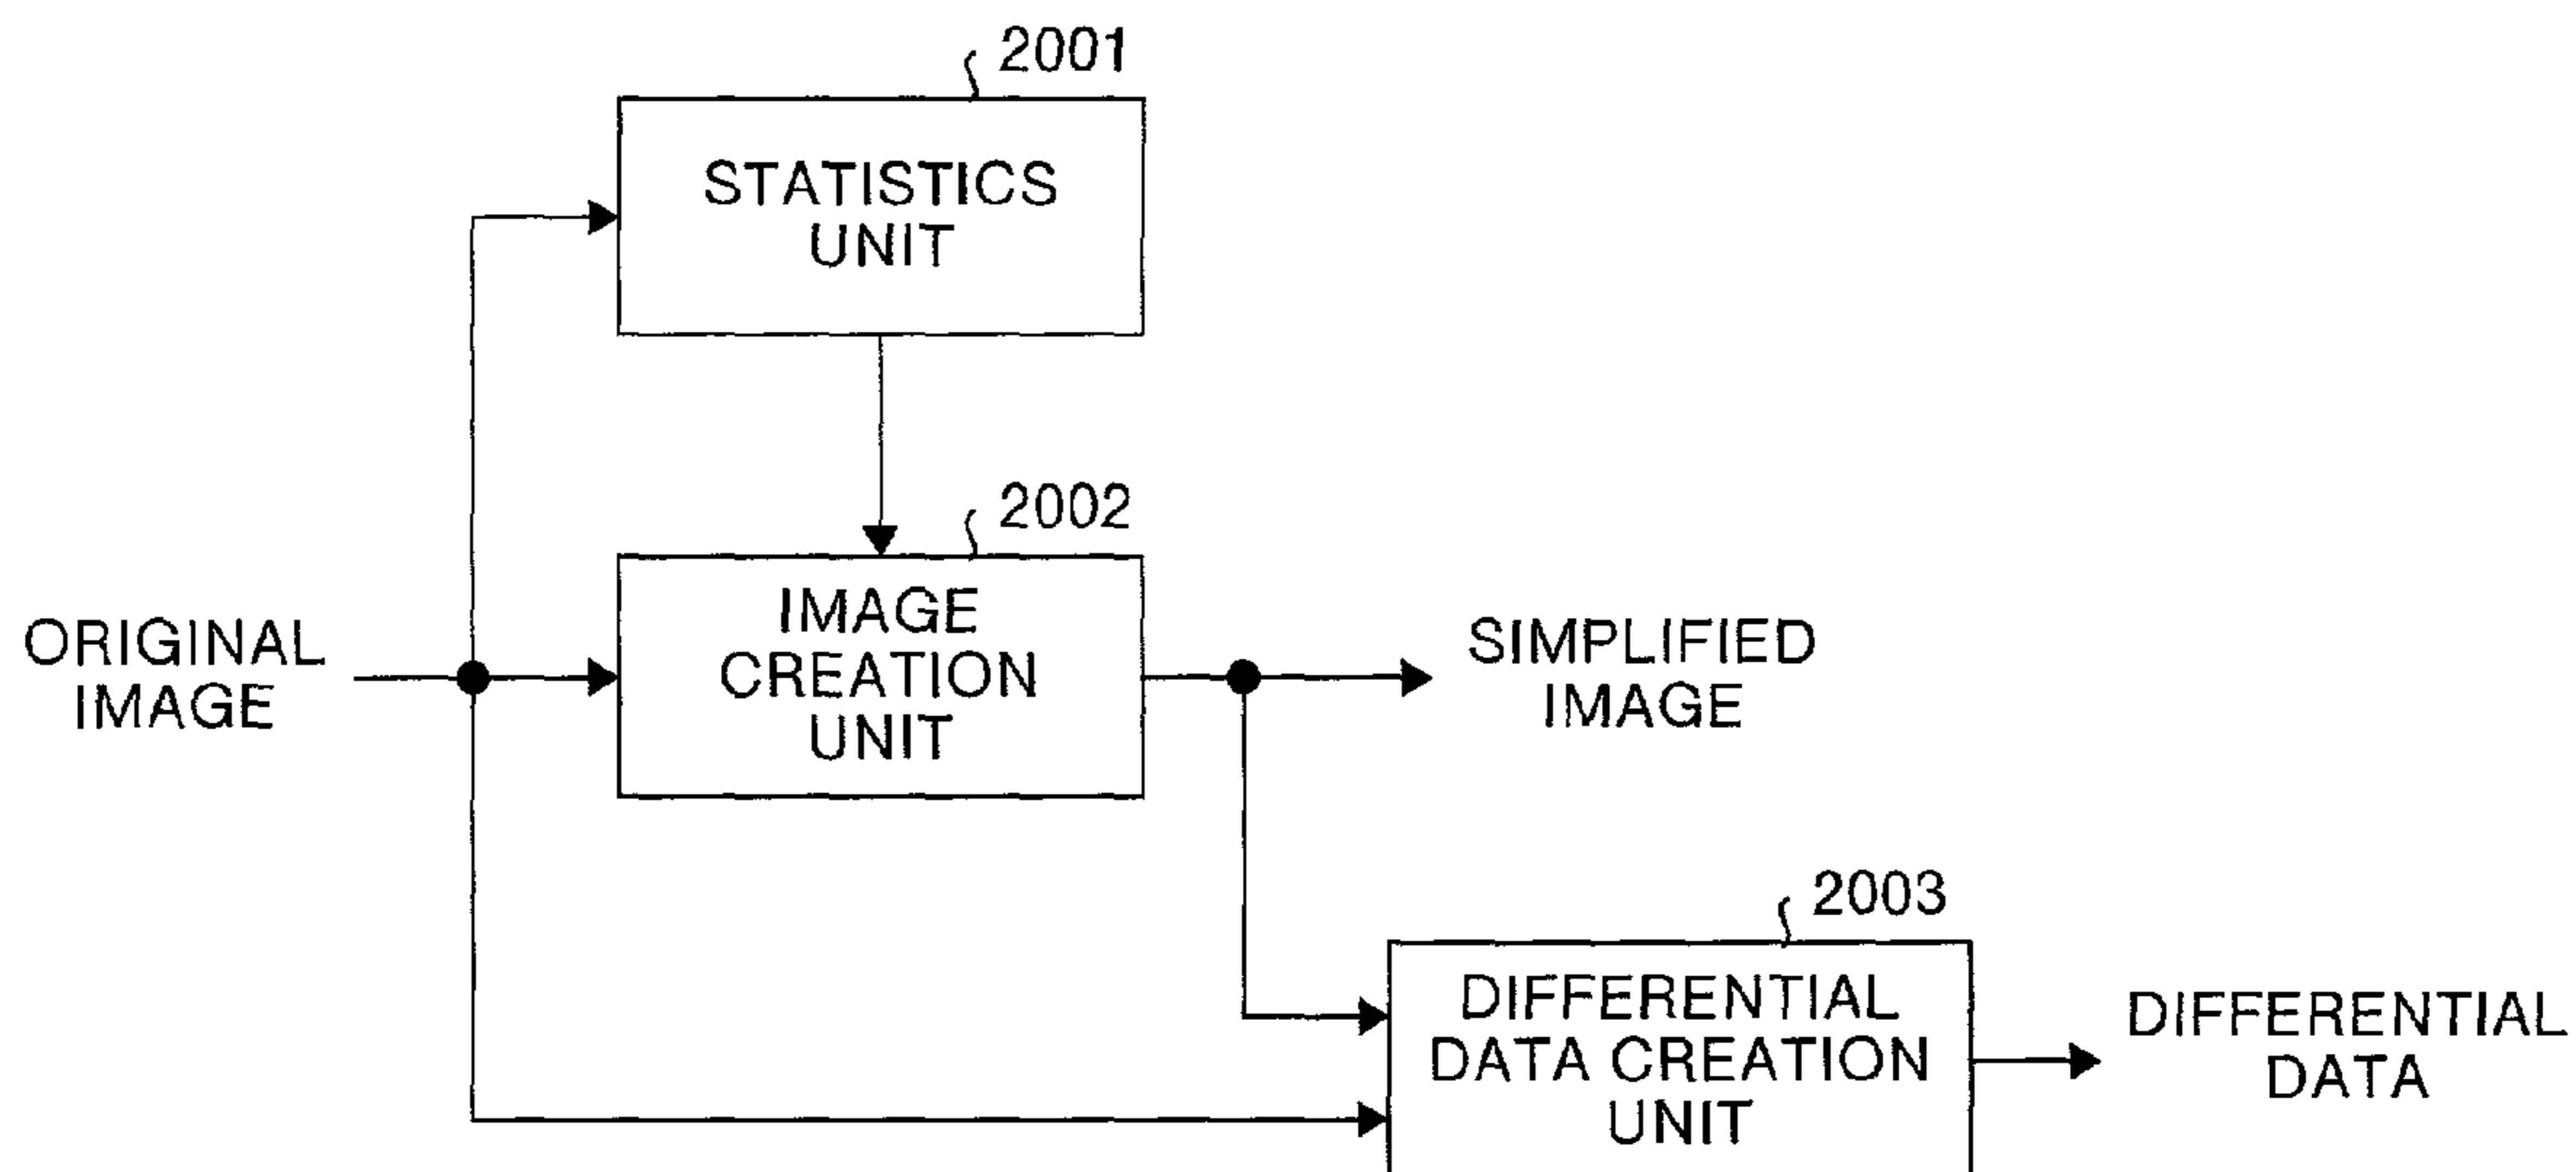 2001
STATISTICS
UNIT
2002
IMAGE
CREATION
UNIT
ORIGINAL
IMAGE
SIMPLIFIED
IMAGE
2003
DIFFERENTIAL
DATA CREATION
UNIT
DIFFERENTIAL
DATA